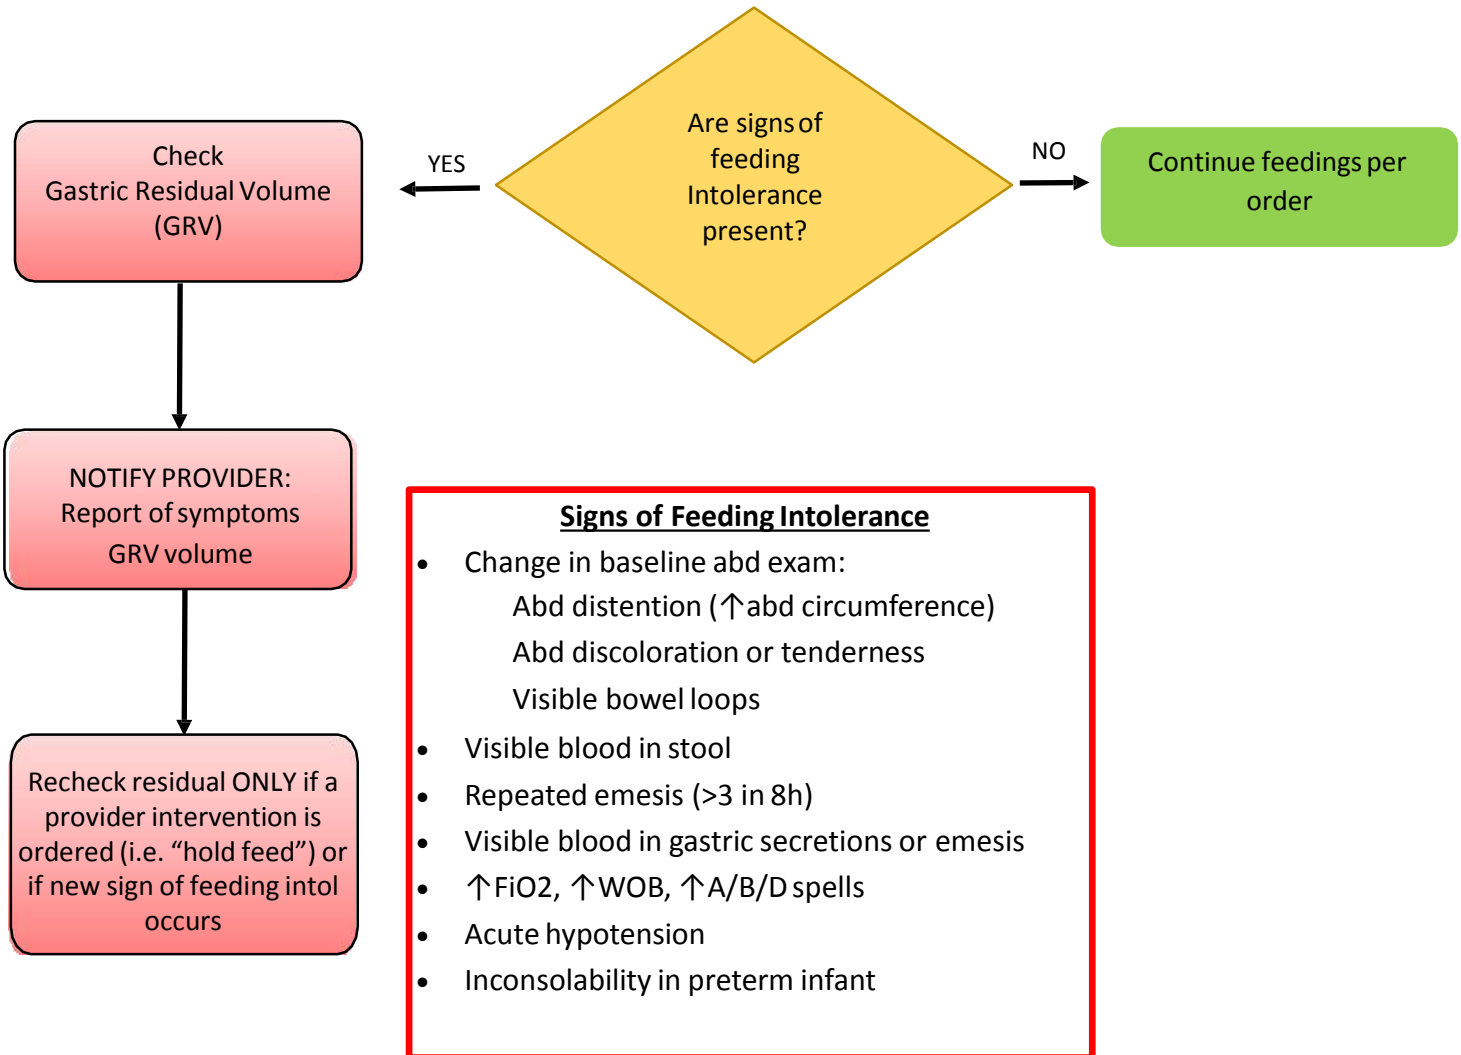 Are signs of
feeding
Intolerance
present?
YES
NO
Check
Gastric Residual Volume
(GRV)
Continue feedings per
order
NOTIFY PROVIDER:
Report of symptoms
GRV volume
Recheck residual ONLY if a
provider intervention is
ordered (i.e. “hold feed”) or
if new sign of feeding intol
occurs
Signs of Feeding Intolerance
• Change in baseline abd exam:
Abd distention (↑abd circumference)
Abd discoloration or tenderness
Visible bowel loops
• Visible blood in stool
• Repeated emesis (>3 in 8h)
• Visible blood in gastric secretions or emesis
• ↑FiO2, ↑WOB, ↑A/B/D spells
• Acute hypotension
• Inconsolability in preterm infant